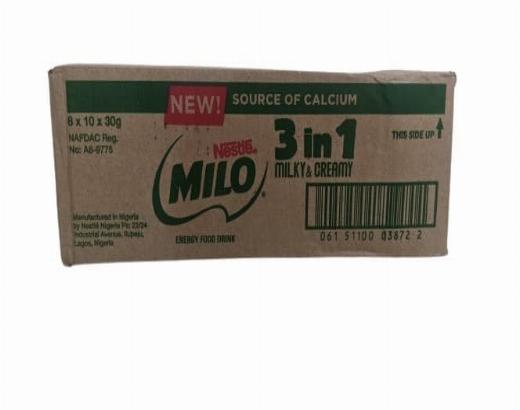 NEW! SOURCE OF CALCIUM
8 x 10 x 30g
NAFDAC Reg.
No: A8-9775
Nestlé
MILO
ENERGY FOOD DRINK
3 in 1
MILKY & CREAMY
THIS SIDE UP
061 51100 03872 2
Manufactured in Nigeria
by Nestlé Nigeria Plc 22/24
Industrial Avenue, Ilupeju,
Lagos, Nigeria